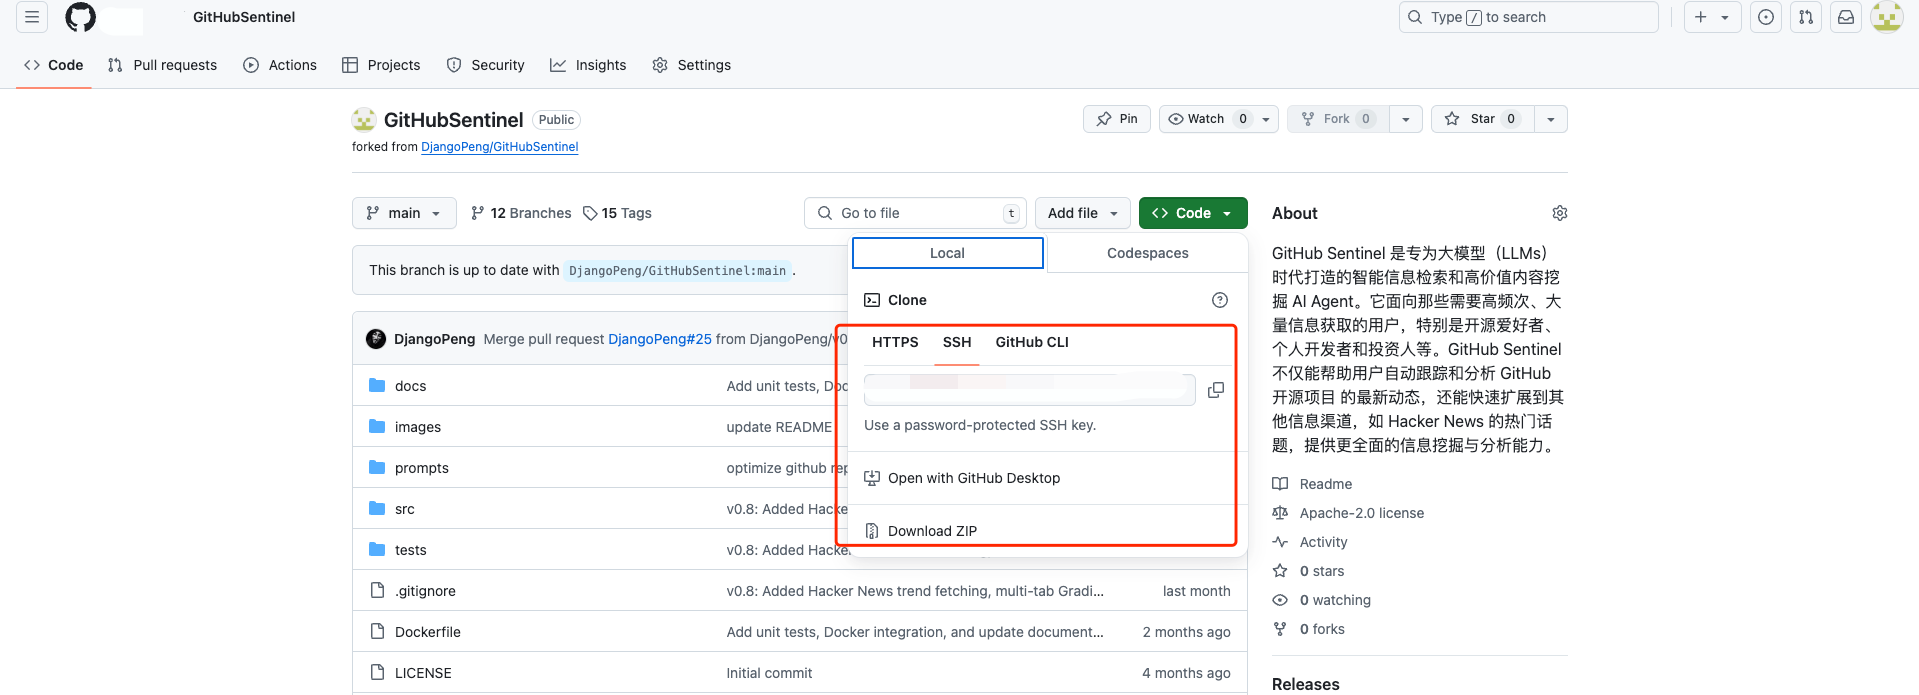 GitHubSentinel
Type / to search
Code
Pull requests
Actions
Projects
Security
Insights
Settings
GitHubSentinel Public
forked from DjangoPeng/GitHubSentinel
Pin
Watch 0
Fork 0
Star 0
main
12 Branches
15 Tags
Go to file t
Add file
Code
This branch is up to date with DjangoPeng/GitHubSentinel:main .
Local
Codespaces
Clone
HTTPS SSH GitHub CLI
Use a password-protected SSH key.
Open with GitHub Desktop
Download ZIP
DjangoPeng Merge pull request DjangoPeng#25 from DjangoPeng/v0
docs Add unit tests, Doc
images update README
prompts optimize github rep
src v0.8: Added Hacke
tests v0.8: Added Hacker
.gitignore v0.8: Added Hacker News trend fetching, multi-tab Gradi... last month
Dockerfile Add unit tests, Docker integration, and update document... 2 months ago
LICENSE Initial commit 4 months ago
About
GitHub Sentinel 是专为大模型（LLMs）
时代打造的智能信息检索和高价值内容挖
掘 AI Agent。它面向那些需要高频次、大
量信息获取的用户，特别是开源爱好者、
个人开发者和投资人等。GitHub Sentinel
不仅能帮助用户自动跟踪和分析 GitHub
开源项目 的最新动态，还能快速扩展到其
他信息渠道，如 Hacker News 的热门话
题，提供更全面的信息挖掘与分析能力。
Readme
Apache-2.0 license
Activity
0 stars
0 watching
0 forks
Releases